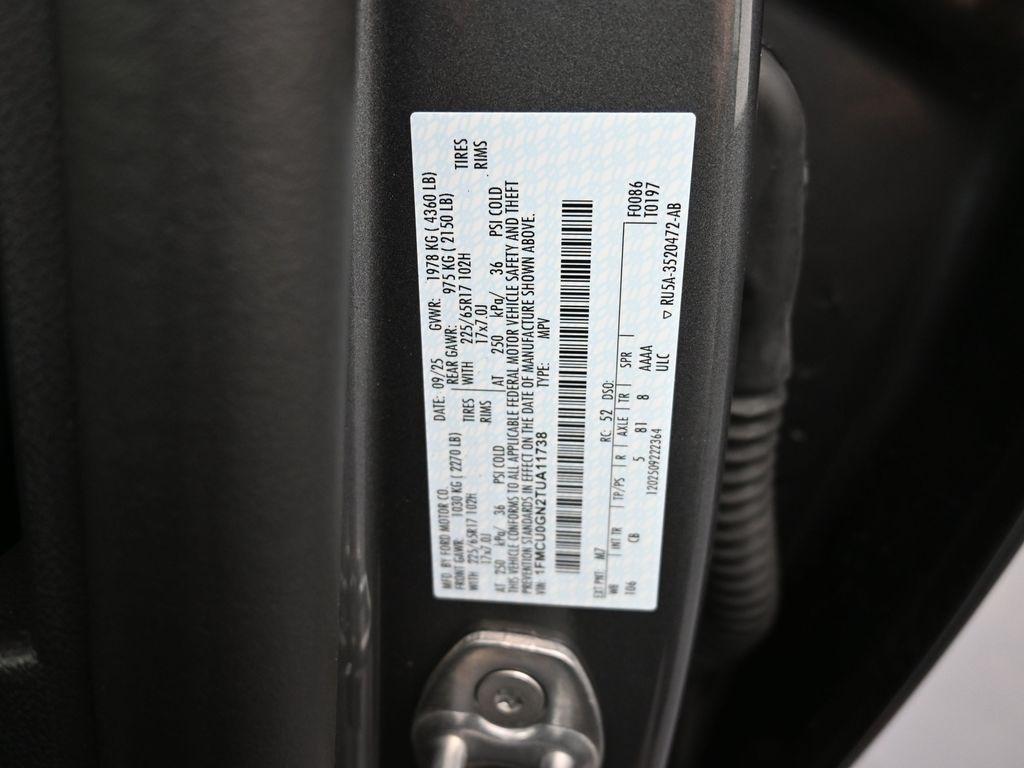 MFD BY FORD MOTOR CO. DATE: 09/25 GVWR: 1978 KG ( 4360 LB)
FRONT GAWR: 1030 KG ( 2270 LB) REAR GAWR: 975 KG ( 2150 LB)
WITH 225/65R17 102H TIRES WITH 225/65R17 102H TIRES
17x7.0J RIMS 17x7.0J RIMS
AT 250 kPa/ 36 PSI COLD AT 250 kPa/ 36 PSI COLD
THIS VEHICLE CONFORMS TO ALL APPLICABLE FEDERAL MOTOR VEHICLE SAFETY AND THEFT
PREVENTION STANDARDS IN EFFECT ON THE DATE OF MANUFACTURE SHOWN ABOVE.
VIN: 1FMCU0GN2TUA11738 TYPE: MPV
F0086
T0197
EXT PNT: MZ RC: 52 DSO:
WB INT TR TP/PS R AXLE TR SPR
106 CB 5 B1 8 AAAA
ULC
1202509222364
▽ RU5A-3520472-AB